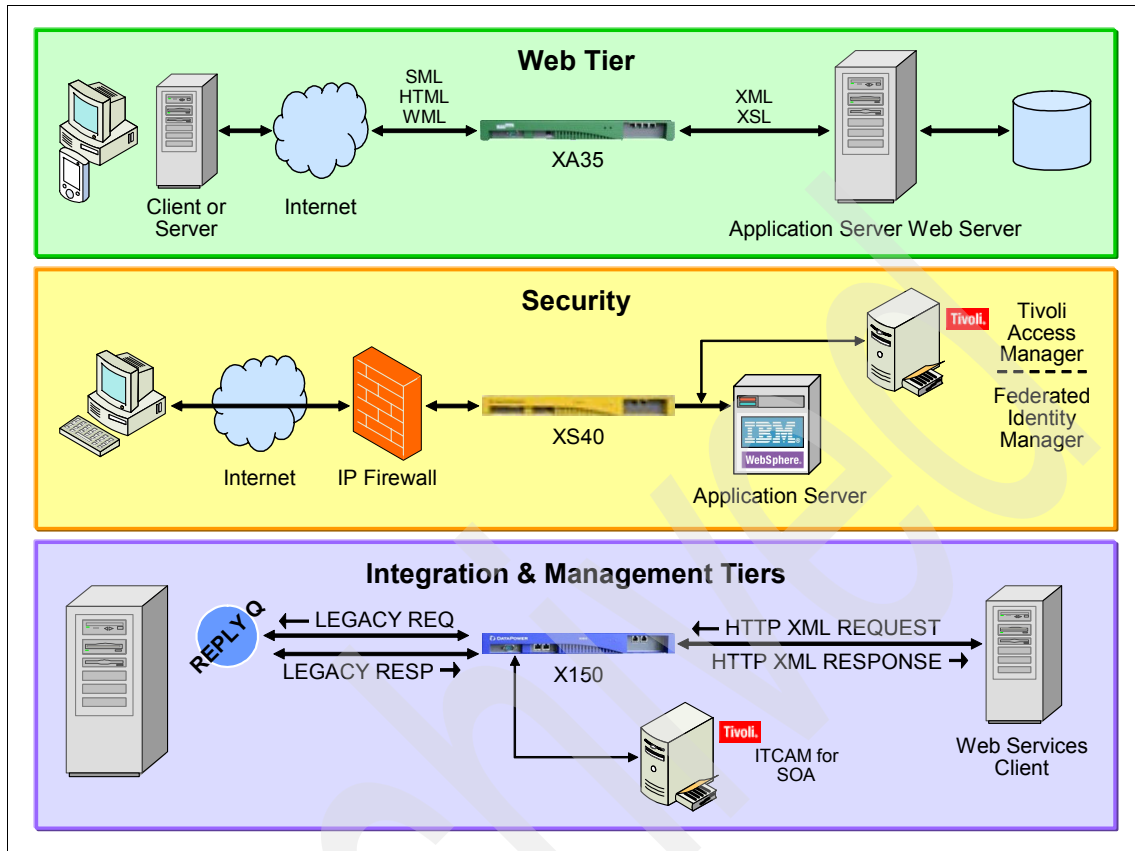 Web Tier
SML
HTML
WML
XML
XSL
XA35
Client or
Server
Internet
Application Server Web Server
Security
Tivoli.
Tivoli
Access
Manager
Federated
Identity
Manager
XS40
IBM
WebSphere.
Internet
IP Firewall
Application Server
Integration & Management Tiers
REPLY Q
← LEGACY REQ
LEGACY RESP →
DATAPOWER
X150
← HTTP XML REQUEST
HTTP XML RESPONSE →
Tivoli.
ITCAM for
SOA
Web Services
Client